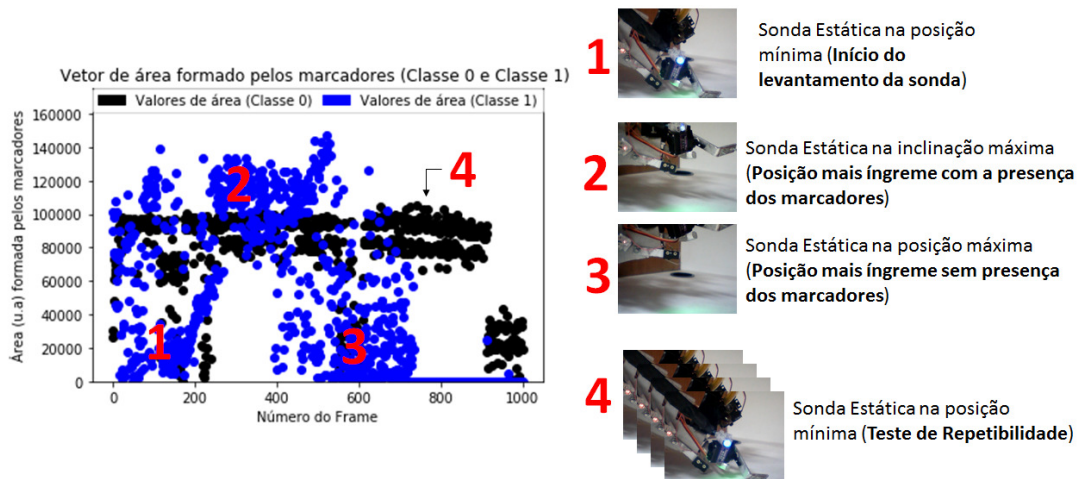 Vetor de área formado pelos marcadores (Classe 0 e Classe 1)
Valores de área (Classe 0)
Valores de área (Classe 1)
160000
140000
120000
100000
80000
60000
40000
20000
0
Área (u.a) formada pelos marcadores
0
200
400
600
800
1000
Número do Frame
1
2
3
4
1
Sonda Estática na posição
mínima (Início do
levantamento da sonda)
2
Sonda Estática na inclinação máxima
(Posição mais íngreme com a presença
dos marcadores)
3
Sonda Estática na posição máxima
(Posição mais íngreme sem presença
dos marcadores)
4
Sonda Estática na posição
mínima (Teste de Repetibilidade)